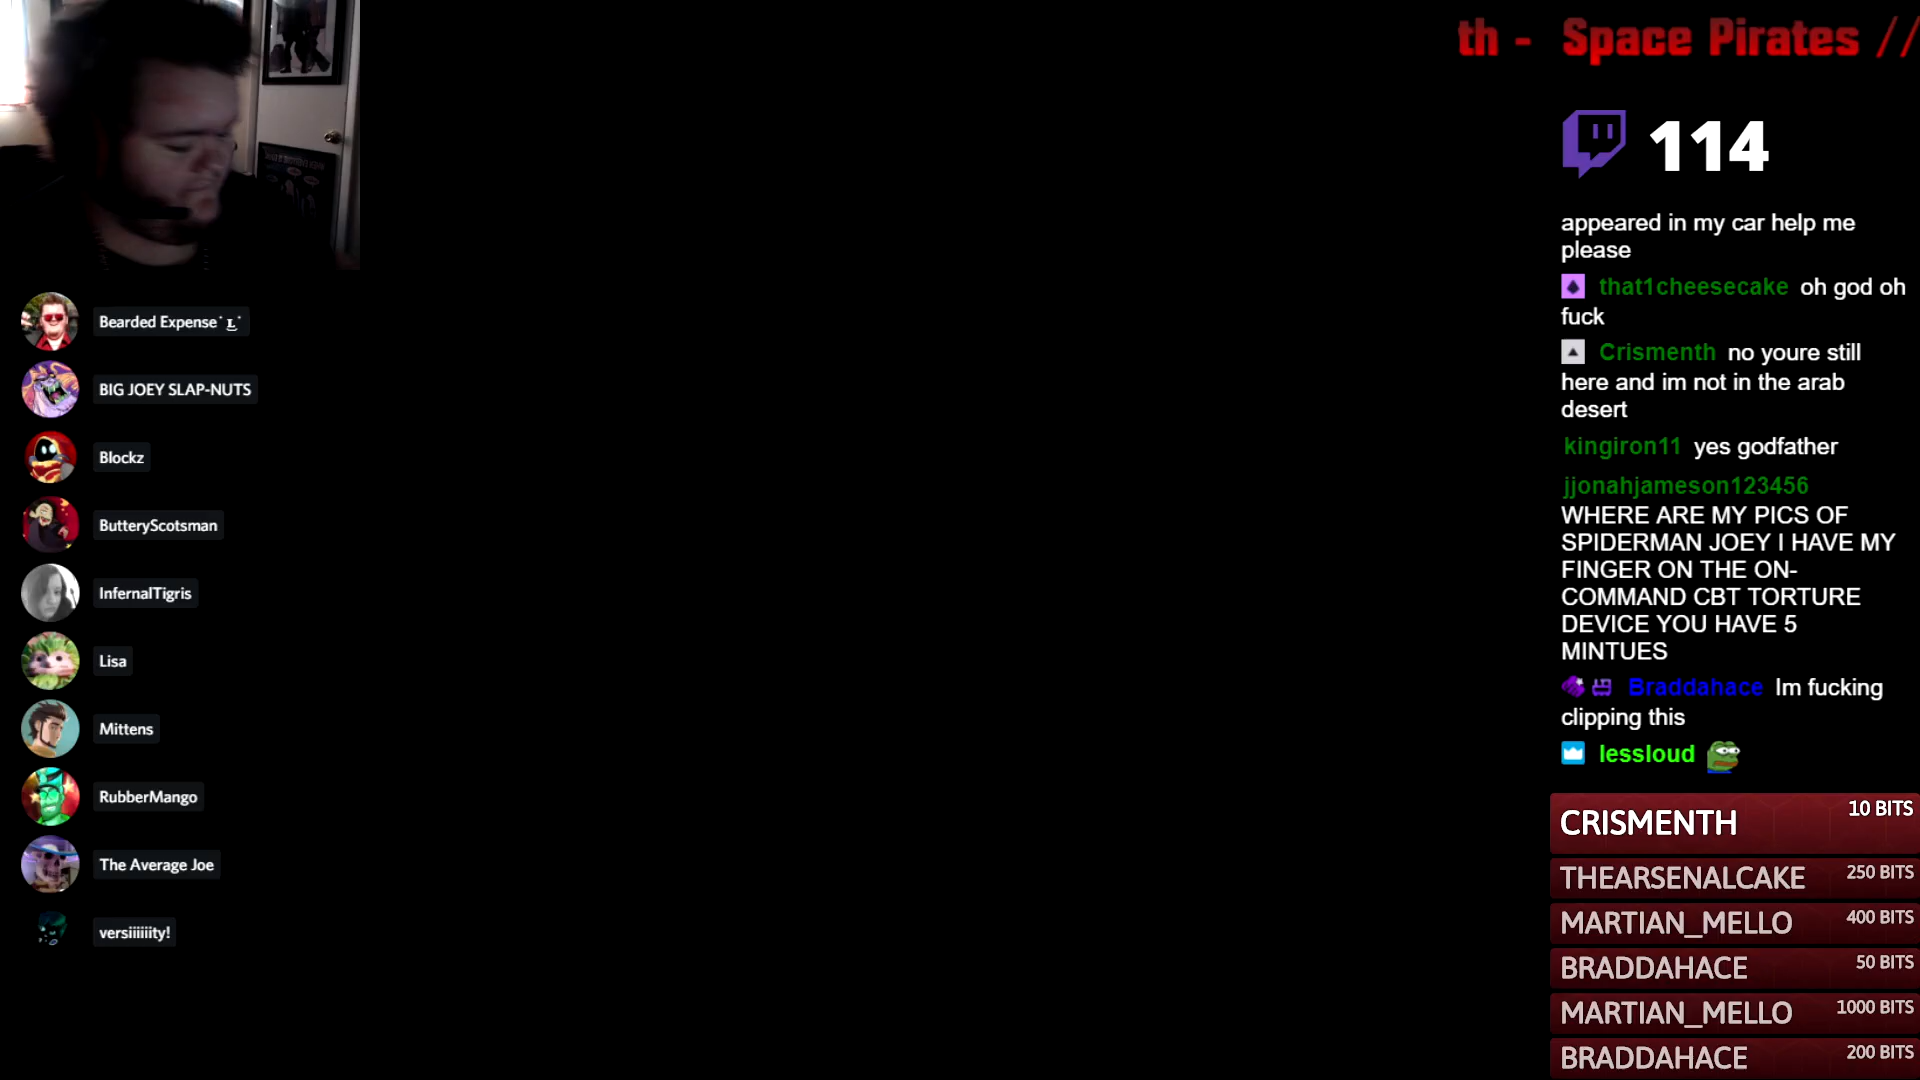 th - Space Pirates //
114
appeared in my car help me
please
that1cheesecake oh god oh
fuck
Crismenth no youre still
here and im not in the arab
desert
kingiron11 yes godfather
jjonahjameson123456
WHERE ARE MY PICS OF
SPIDERMAN JOEY I HAVE MY
FINGER ON THE ON-
COMMAND CBT TORTURE
DEVICE YOU HAVE 5
MINTUES
Braddahace Im fucking
clipping this
lessloud
Bearded Expense
BIG JOEY SLAP-NUTS
Blockz
ButteryScotsman
InfernalTigris
Lisa
Mittens
RubberMango
The Average Joe
versiiiiiity!
CRISMENTH 10 BITS
THEARSENALCAKE 250 BITS
MARTIAN_MELLO 400 BITS
BRADDAHACE 50 BITS
MARTIAN_MELLO 1000 BITS
BRADDAHACE 200 BITS